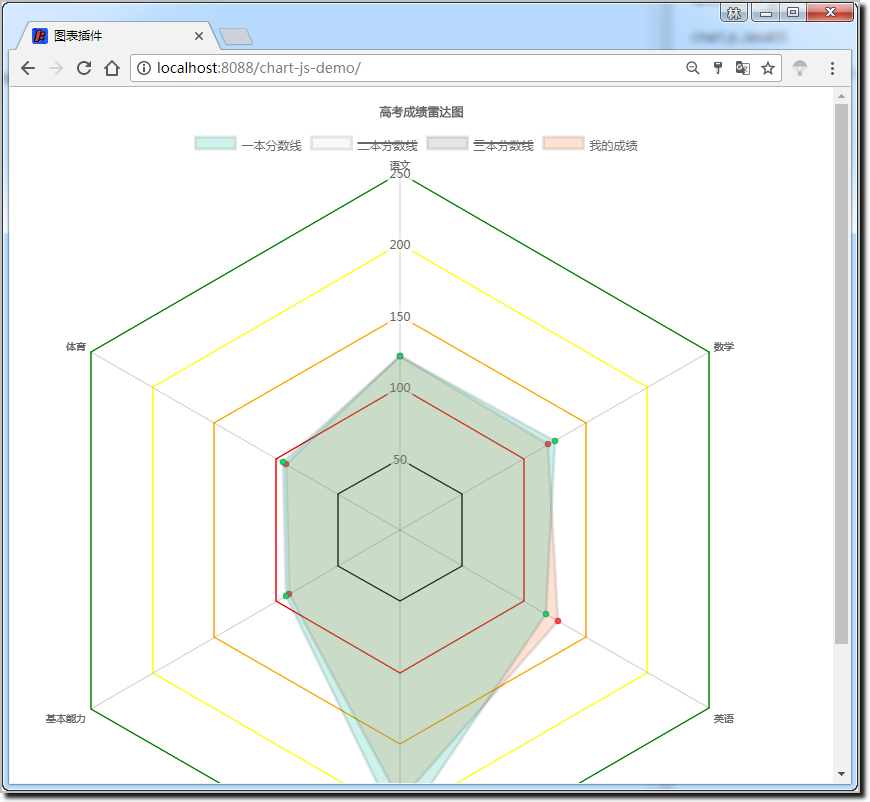 林
图表插件
localhost:8088/chart-js-demo/
高考成绩雷达图
一本分数线 二本分数线 三本分数线 我的成绩
语文
250
200
150
体育 数学
100
50
基本能力 英语